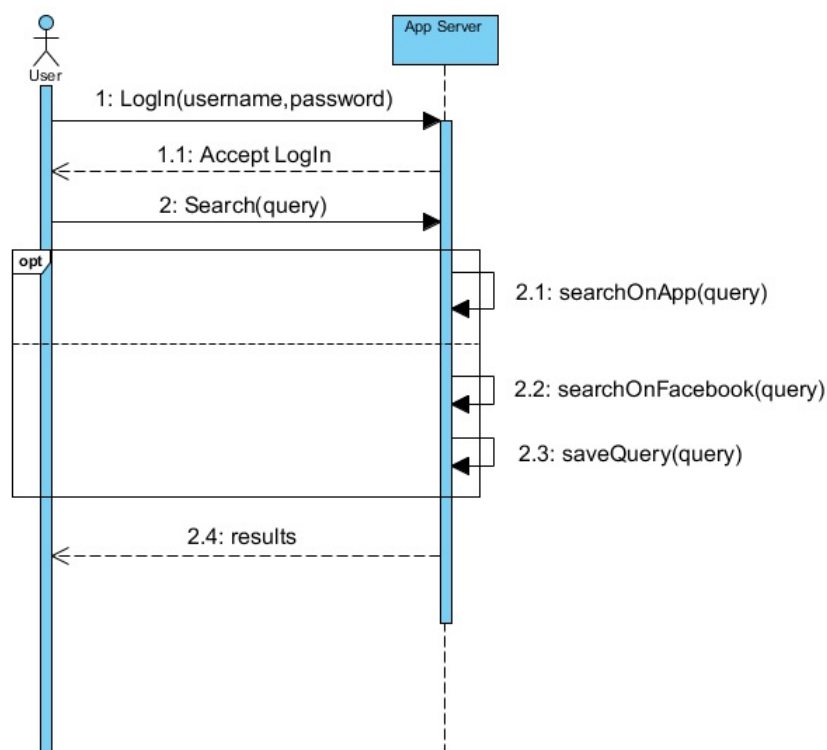 App Server
User
1: LogIn(username,password)
1.1: Accept LogIn
2: Search(query)
opt
2.1: searchOnApp(query)
2.2: searchOnFacebook(query)
2.3: saveQuery(query)
2.4: results